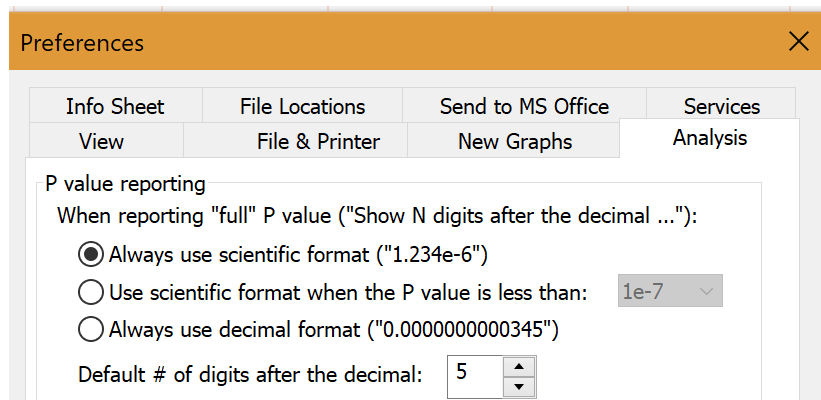 Preferences
Info Sheet File Locations Send to MS Office Services
View File & Printer New Graphs Analysis
P value reporting
When reporting "full" P value ("Show N digits after the decimal ..."):
Always use scientific format ("1.234e-6")
Use scientific format when the P value is less than: 1e-7
Always use decimal format ("0.0000000000345")
Default # of digits after the decimal: 5